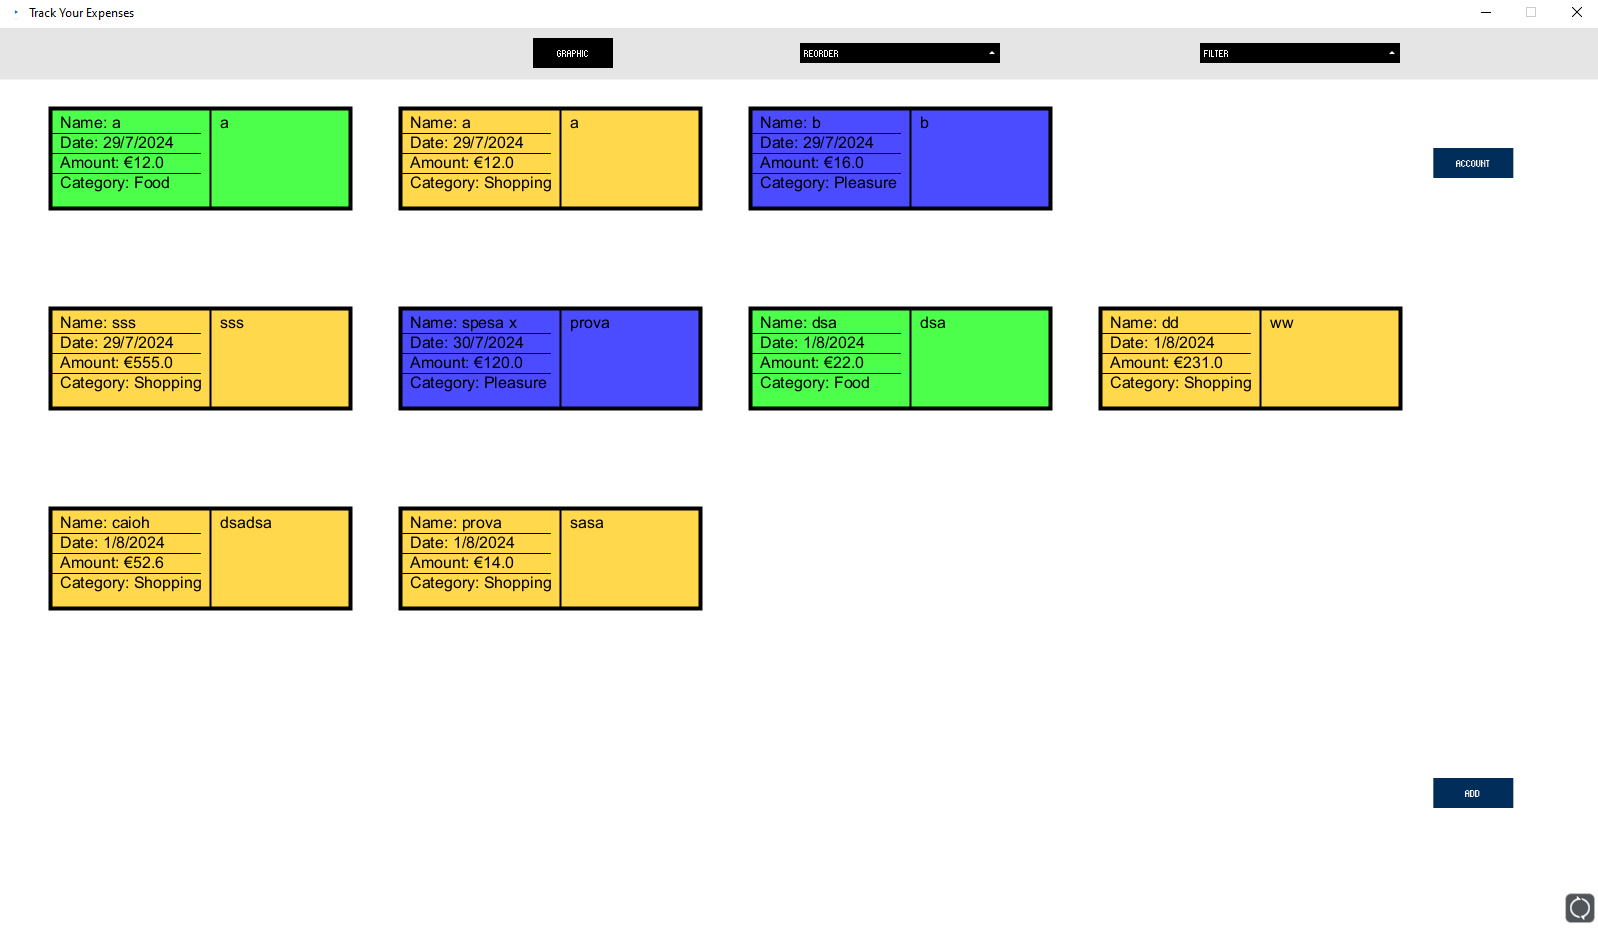 Track Your Expenses
GRAPHIC
REORDER
FILTER
Name: a
Date: 29/7/2024
Amount: €12.0
Category: Food
a
Name: a
Date: 29/7/2024
Amount: €12.0
Category: Shopping
a
Name: b
Date: 29/7/2024
Amount: €16.0
Category: Pleasure
b
ACCOUNT
Name: sss
Date: 29/7/2024
Amount: €555.0
Category: Shopping
sss
Name: spesa x
Date: 30/7/2024
Amount: €120.0
Category: Pleasure
prova
Name: dsa
Date: 1/8/2024
Amount: €22.0
Category: Food
dsa
Name: dd
Date: 1/8/2024
Amount: €231.0
Category: Shopping
ww
Name: caioh
Date: 1/8/2024
Amount: €52.6
Category: Shopping
dsadsa
Name: prova
Date: 1/8/2024
Amount: €14.0
Category: Shopping
sasa
ADD